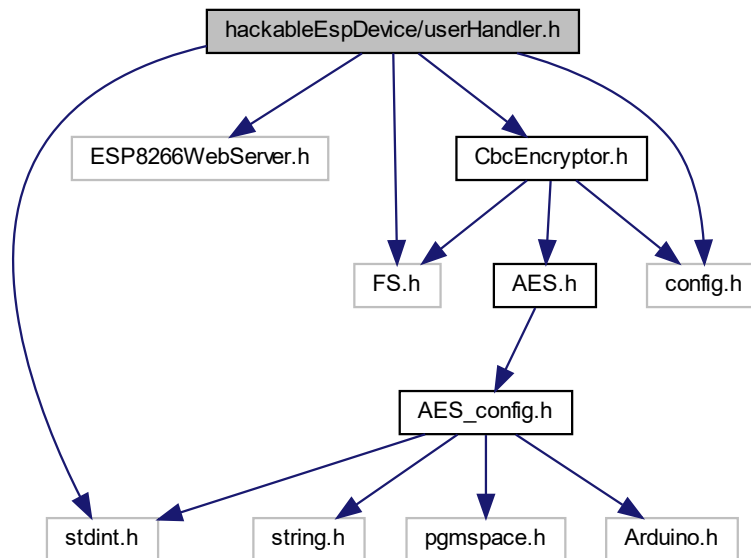 hackableEspDevice/userHandler.h
ESP8266WebServer.h
CbcEncryptor.h
FS.h
AES.h
config.h
AES_config.h
stdint.h
string.h
pgmspace.h
Arduino.h